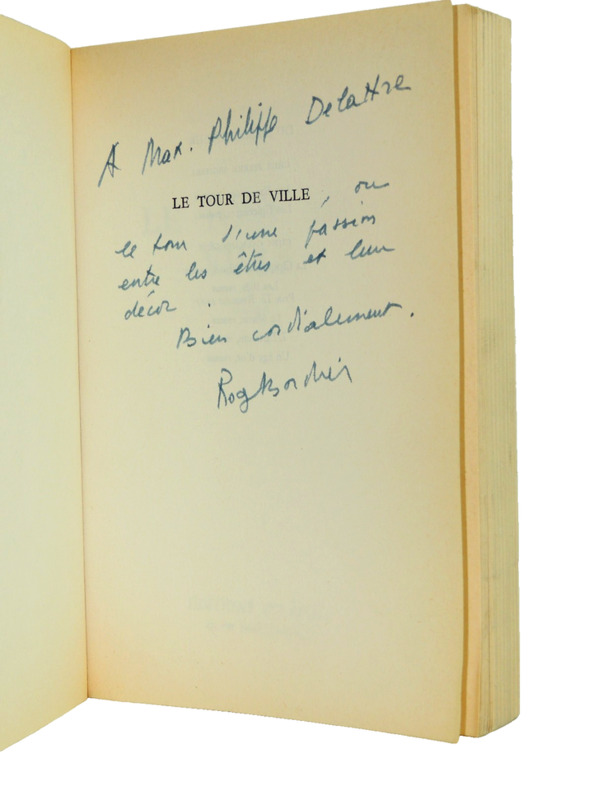 A Max. Philippe Delattre
LE TOUR DE VILLE, ou
le tour d'une passion
entre les êtres et leur
décor.
Bien cordialement.
Rog Bordier